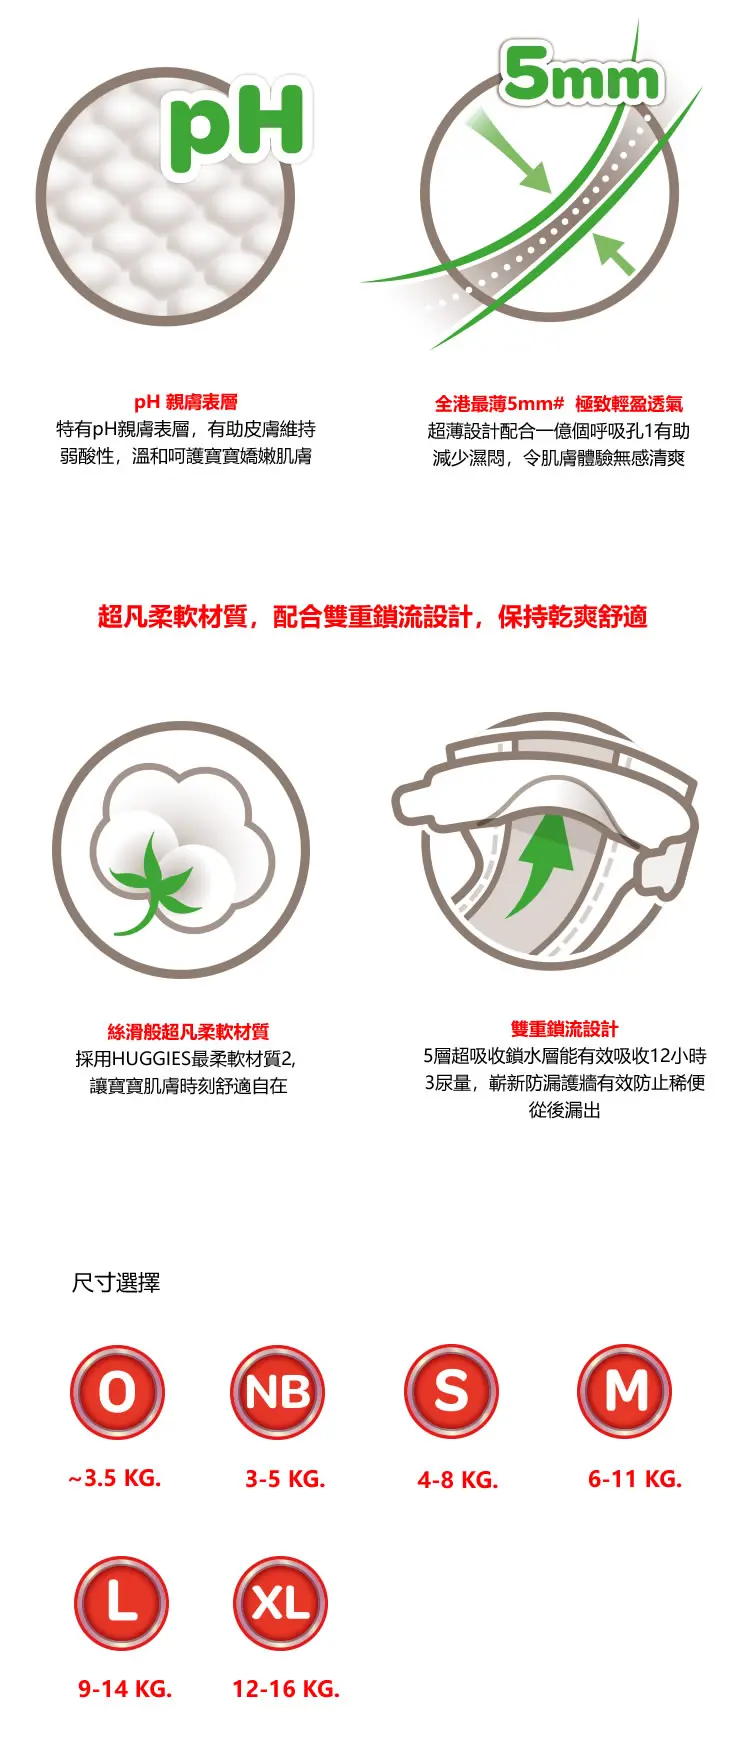 pH
5mm
pH 親膚表層
特有pH親膚表層，有助皮膚維持
弱酸性，溫和呵護寶寶嬌嫩肌膚
全港最薄5mm# 極致輕盈透氣
超薄設計配合一億個呼吸孔1有助
減少濕悶，令肌膚體驗無感清爽
超凡柔軟材質，配合雙重鎖流設計，保持乾爽舒適
絲滑般超凡柔軟材質
採用HUGGIES最柔軟材質2,
讓寶寶肌膚時刻舒適自在
雙重鎖流設計
5層超吸收鎖水層能有效吸收12小時
3尿量，嶄新防漏護牆有效防止稀便
從後漏出
尺寸選擇
O NB S M
~3.5 KG. 3-5 KG. 4-8 KG. 6-11 KG.
L XL
9-14 KG. 12-16 KG.